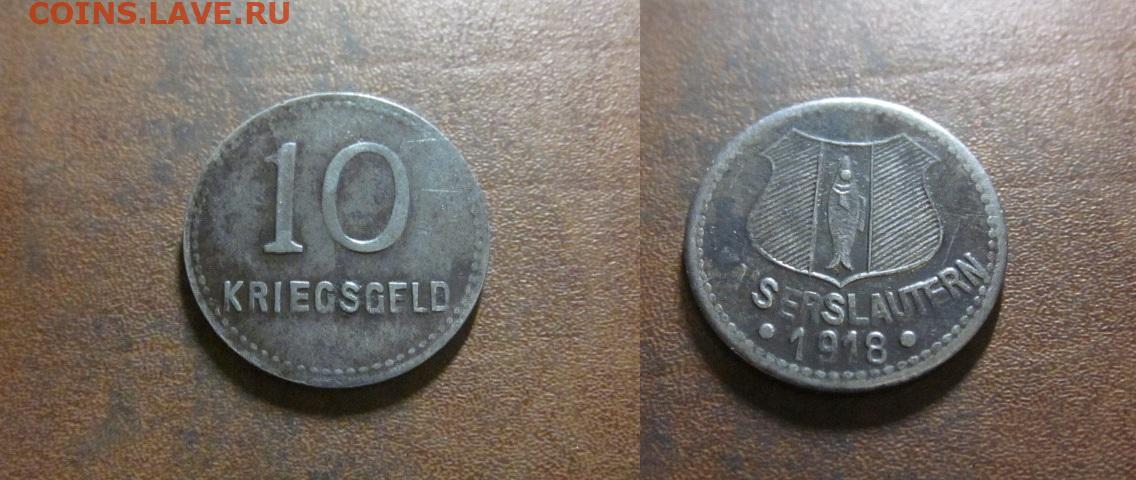 COINS.LAVE.RU
10
KRIEGSGELD
SERSLAUTERN
• 1918 •